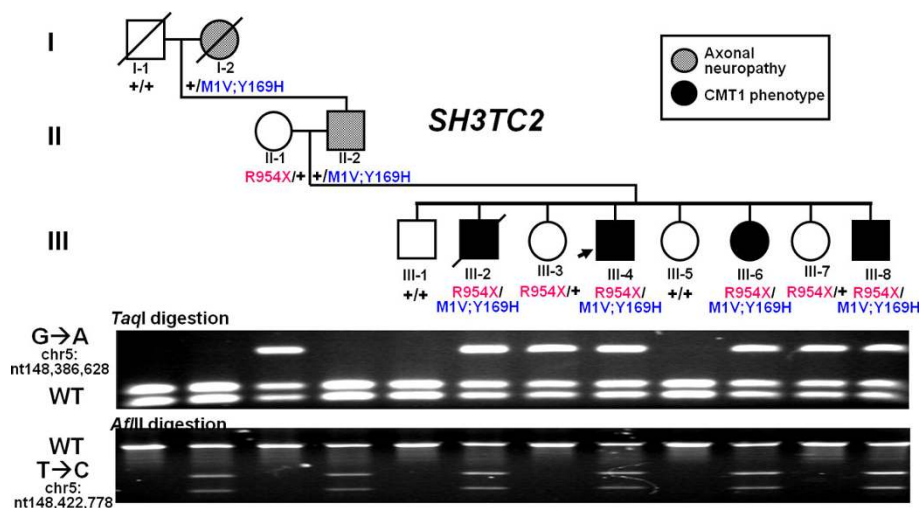 I
I-1
I-2
+/+
+/M1V;Y169H
Axonal
neuropathy
CMT1 phenotype
SH3TC2
II
II-1
II-2
R954X/+
+/M1V;Y169H
III
III-1
III-2
III-3
III-4
III-5
III-6
III-7
III-8
+/+
R954X/
M1V;Y169H
R954X/+
R954X/
M1V;Y169H
+/+
R954X/
M1V;Y169H
R954X/+
R954X/
M1V;Y169H
TaqI digestion
G→A
chr5:
nt148,386,628
WT
AflII digestion
WT
T→C
chr5:
nt148,422,778